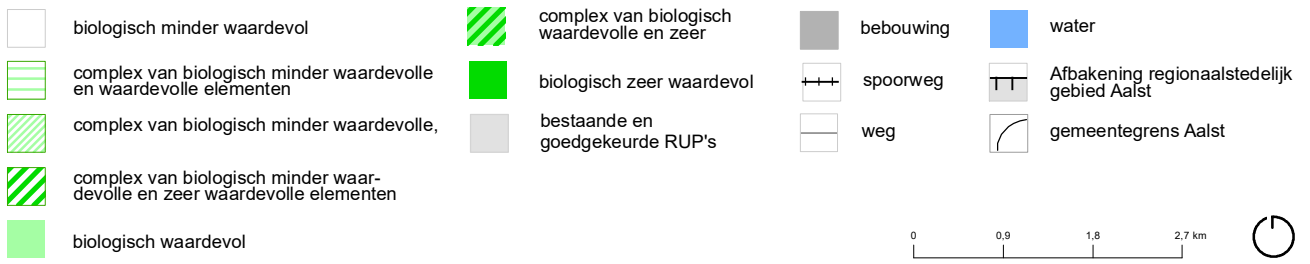 biologisch minder waardevol
complex van biologisch minder waardevolle
en waardevolle elementen
complex van biologisch minder waardevolle,
complex van biologisch minder waar-
devolle en zeer waardevolle elementen
biologisch waardevol
complex van biologisch
waardevolle en zeer
biologisch zeer waardevol
bestaande en
goedgekeurde RUP's
bebouwing
spoorweg
weg
water
Afbakening regionaalstedelijk
gebied Aalst
gemeentegrens Aalst
0 0,9 1,8 2,7 km